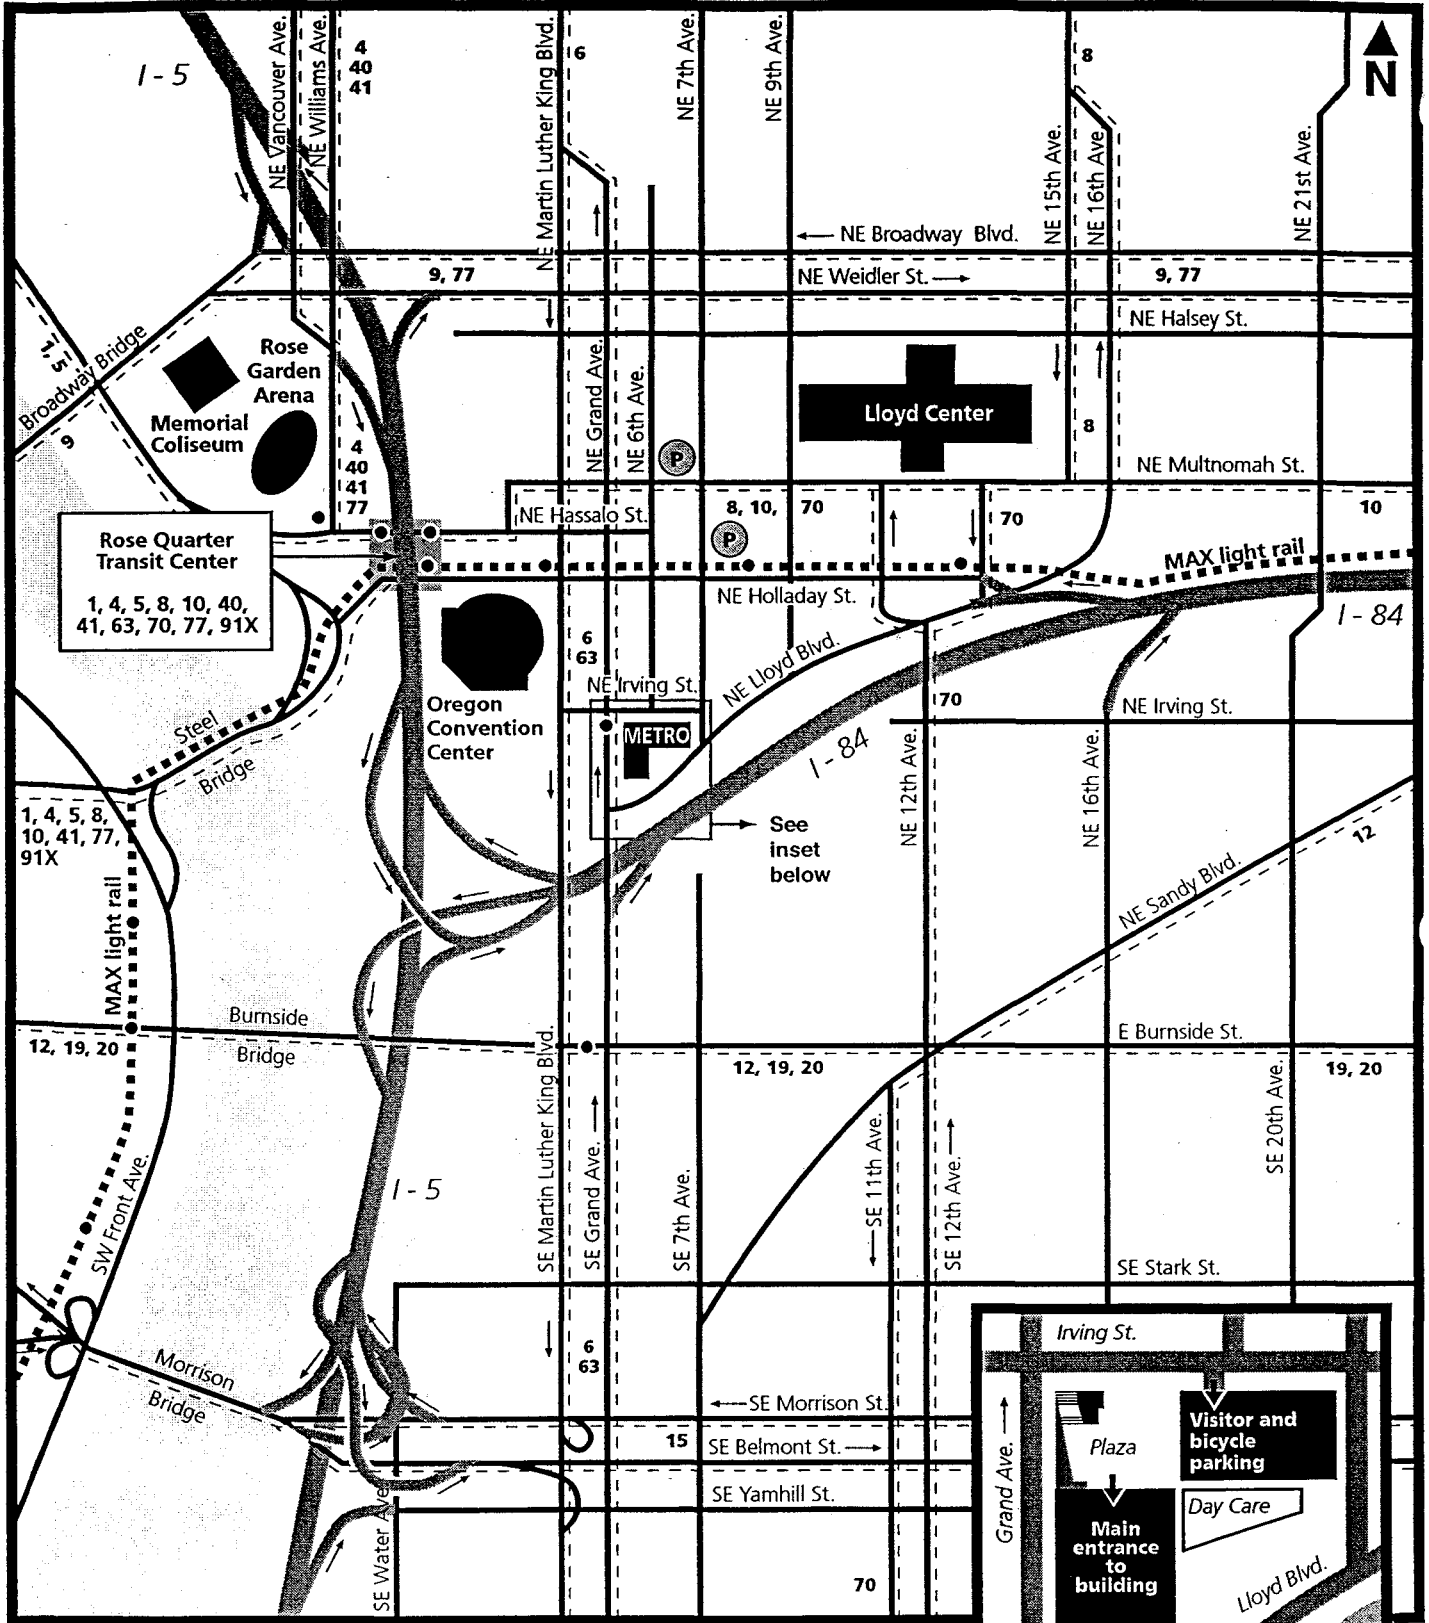 I - 5
NE Vancouver Ave.
NE Williams Ave.
4
40
41
NE Martin Luther King Blvd.
6
NE 7th Ave.
NE 9th Ave.
8
NE 15th Ave.
NE 16th Ave.
NE 21st Ave.
N
NE Broadway Blvd.
9, 77
NE Weidler St.
9, 77
NE Halsey St.
Broadway Bridge
1, 5
9
Rose
Garden
Arena
Memorial
Coliseum
4
40
41
77
NE Grand Ave.
NE 6th Ave.
P
Lloyd Center
8
NE Multnomah St.
NE Hassalo St.
8, 10,
70
70
10
P
Rose Quarter
Transit Center
1, 4, 5, 8, 10, 40,
41, 63, 70, 77, 91X
MAX light rail
NE Holladay St.
I - 84
6
63
NE Lloyd Blvd.
NE Irving St.
METRO
Oregon
Convention
Center
Steel
Bridge
70
NE Irving St.
I - 84
NE 12th Ave.
NE 16th Ave.
1, 4, 5, 8,
10, 41, 77,
91X
See
inset
below
12
NE Sandy Blvd.
MAX light rail
Burnside
Bridge
12, 19, 20
E Burnside St.
12, 19, 20
19, 20
SE Martin Luther King Blvd.
SE Grand Ave.
SE 7th Ave.
SE 11th Ave.
SE 12th Ave.
SE 20th Ave.
SW Front Ave.
I - 5
SE Stark St.
6
63
Morrison
Bridge
SE Morrison St.
15
SE Belmont St.
SE Yamhill St.
SE Water Ave.
70
Irving St.
Grand Ave.
Plaza
Visitor and
bicycle
parking
Day Care
Main
entrance
to
building
Lloyd Blvd.